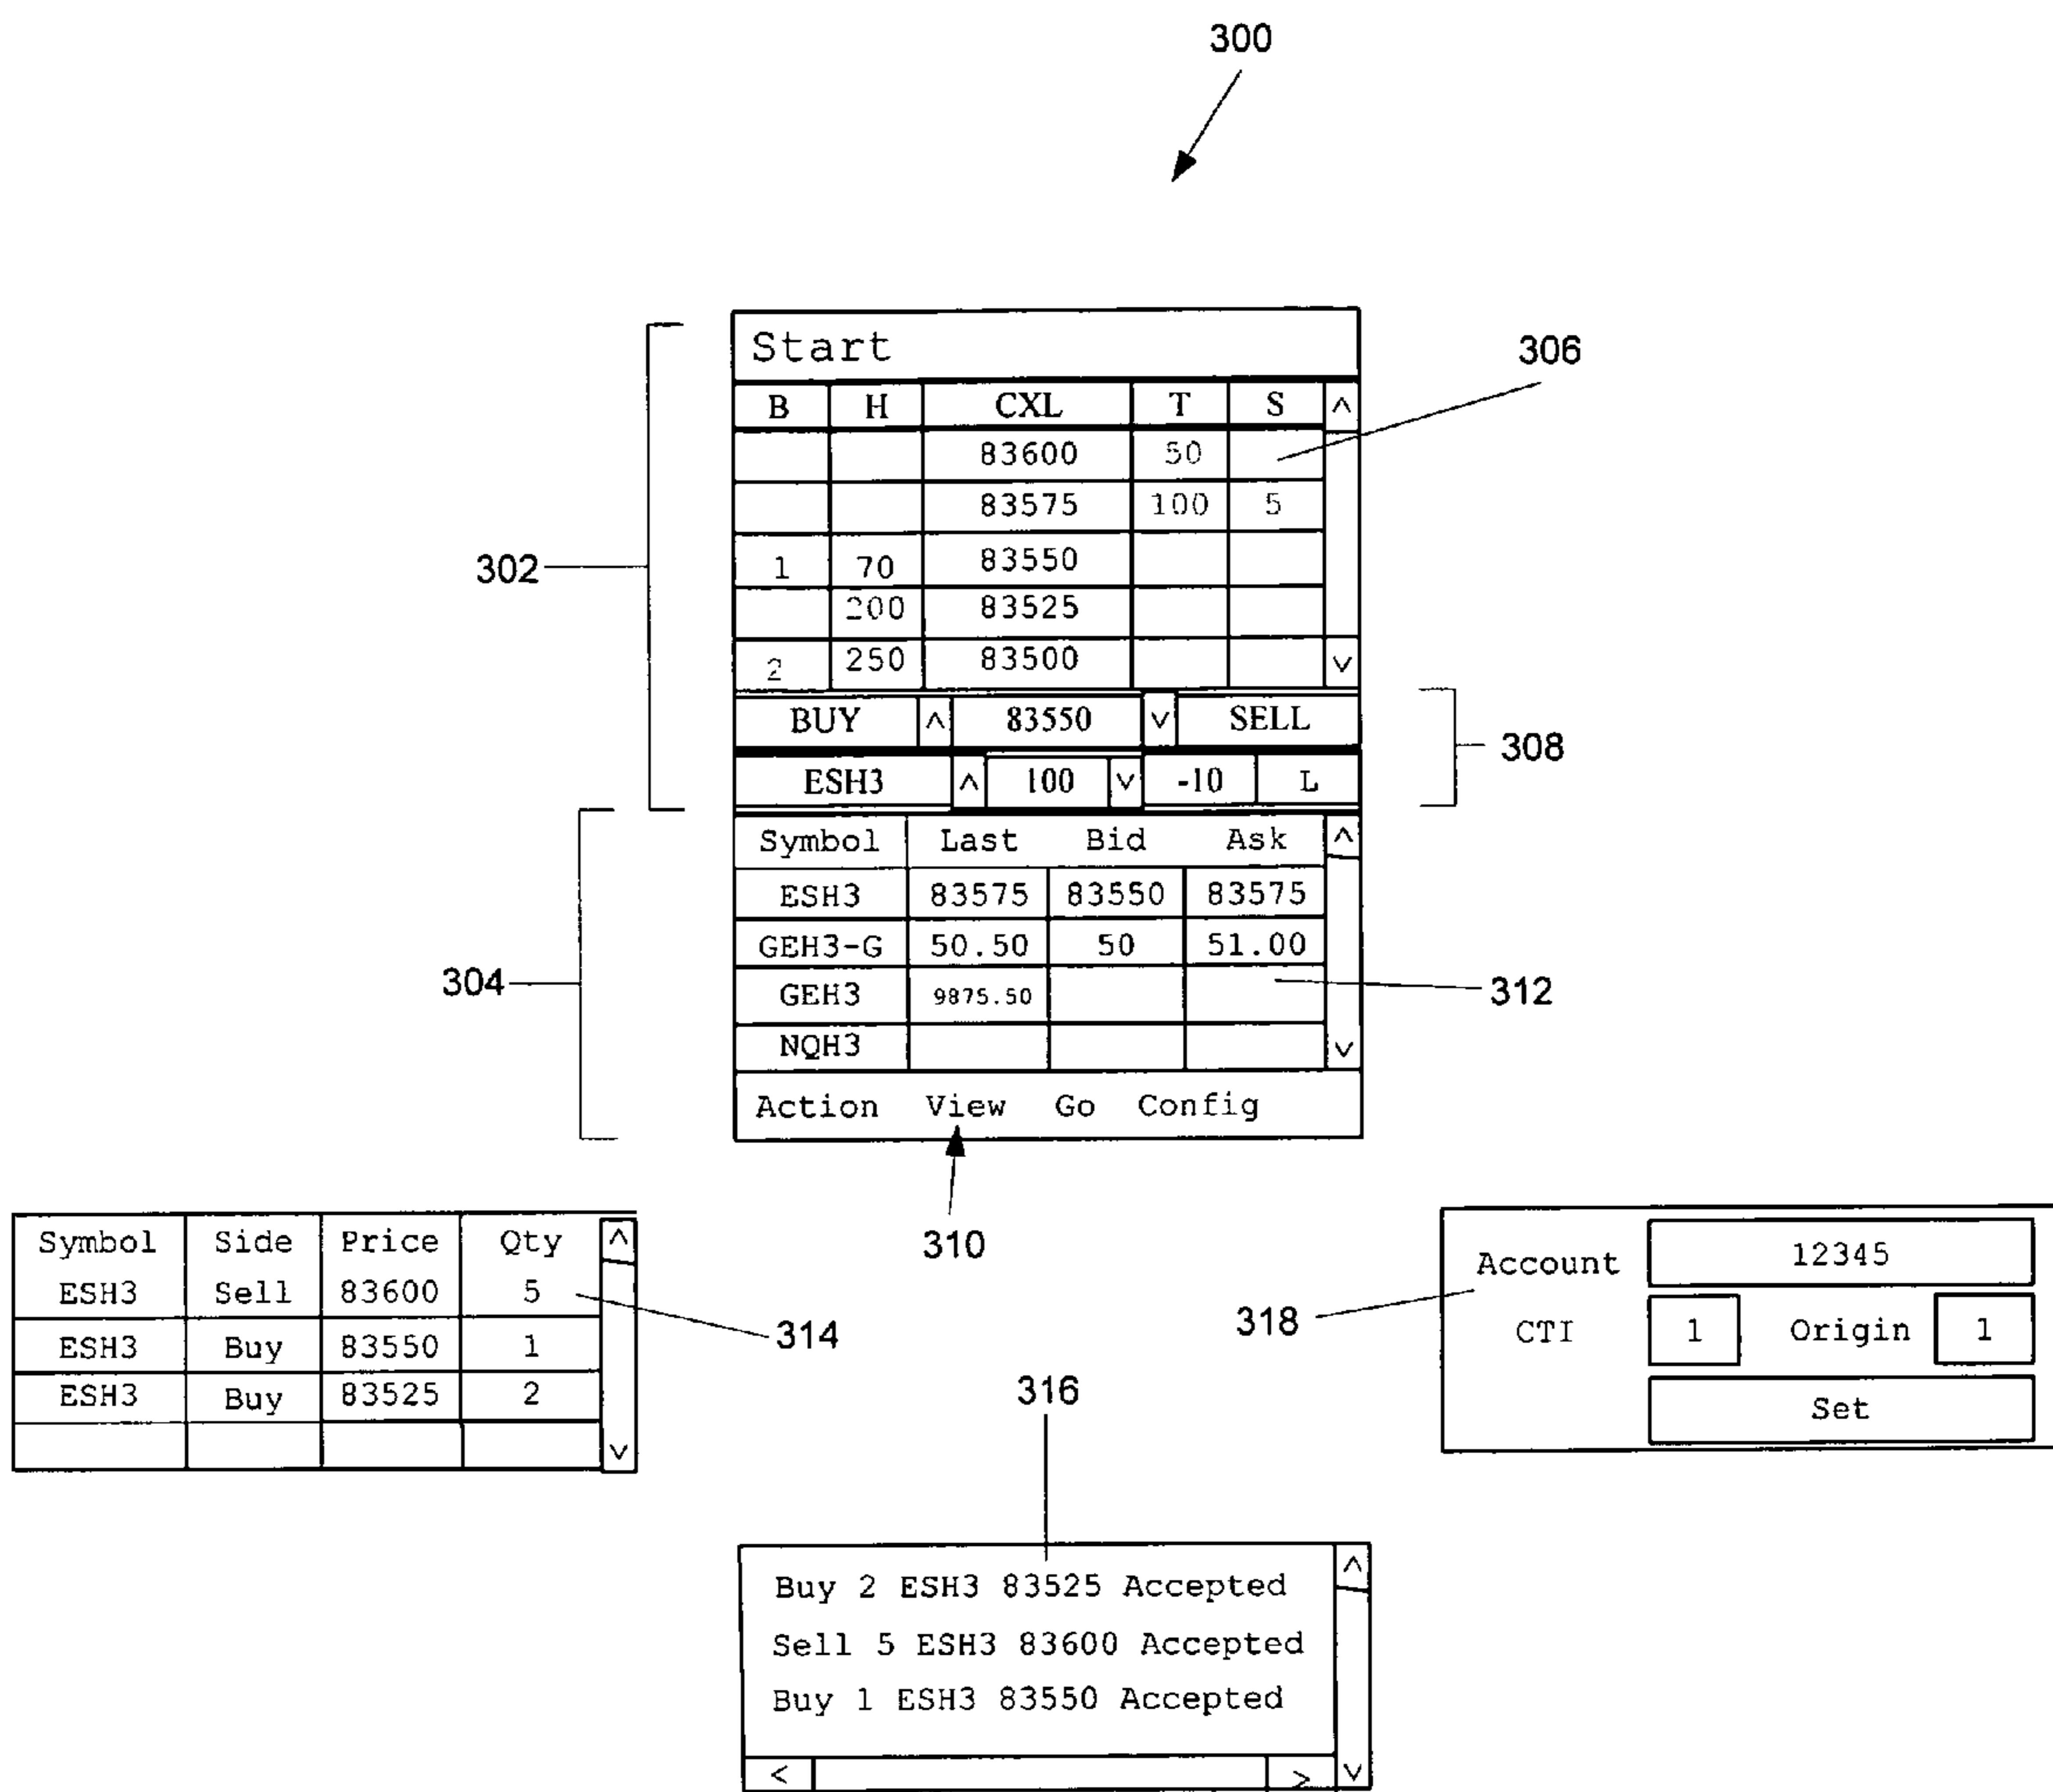 300
Start
306
B H CXL T S ^
83600 50
83575 100 5
302
1 70 83550
200 83525
2 250 83500 v
BUY ^ 83550 v SELL
308
ESH3 ^ 100 v -10 L
Symbol Last Bid Ask ^
ESH3 83575 83550 83575
GEH3-G 50.50 50 51.00
304
GEH3 9875.50
312
NQH3 v
Action View Go Config
310
Symbol Side Price Qty ^
ESH3 Sell 83600 5
314
ESH3 Buy 83550 1
ESH3 Buy 83525 2
v
Account 12345
318
CTI 1 Origin 1
Set
316
Buy 2 ESH3 83525 Accepted ^
Sell 5 ESH3 83600 Accepted
Buy 1 ESH3 83550 Accepted
< > v